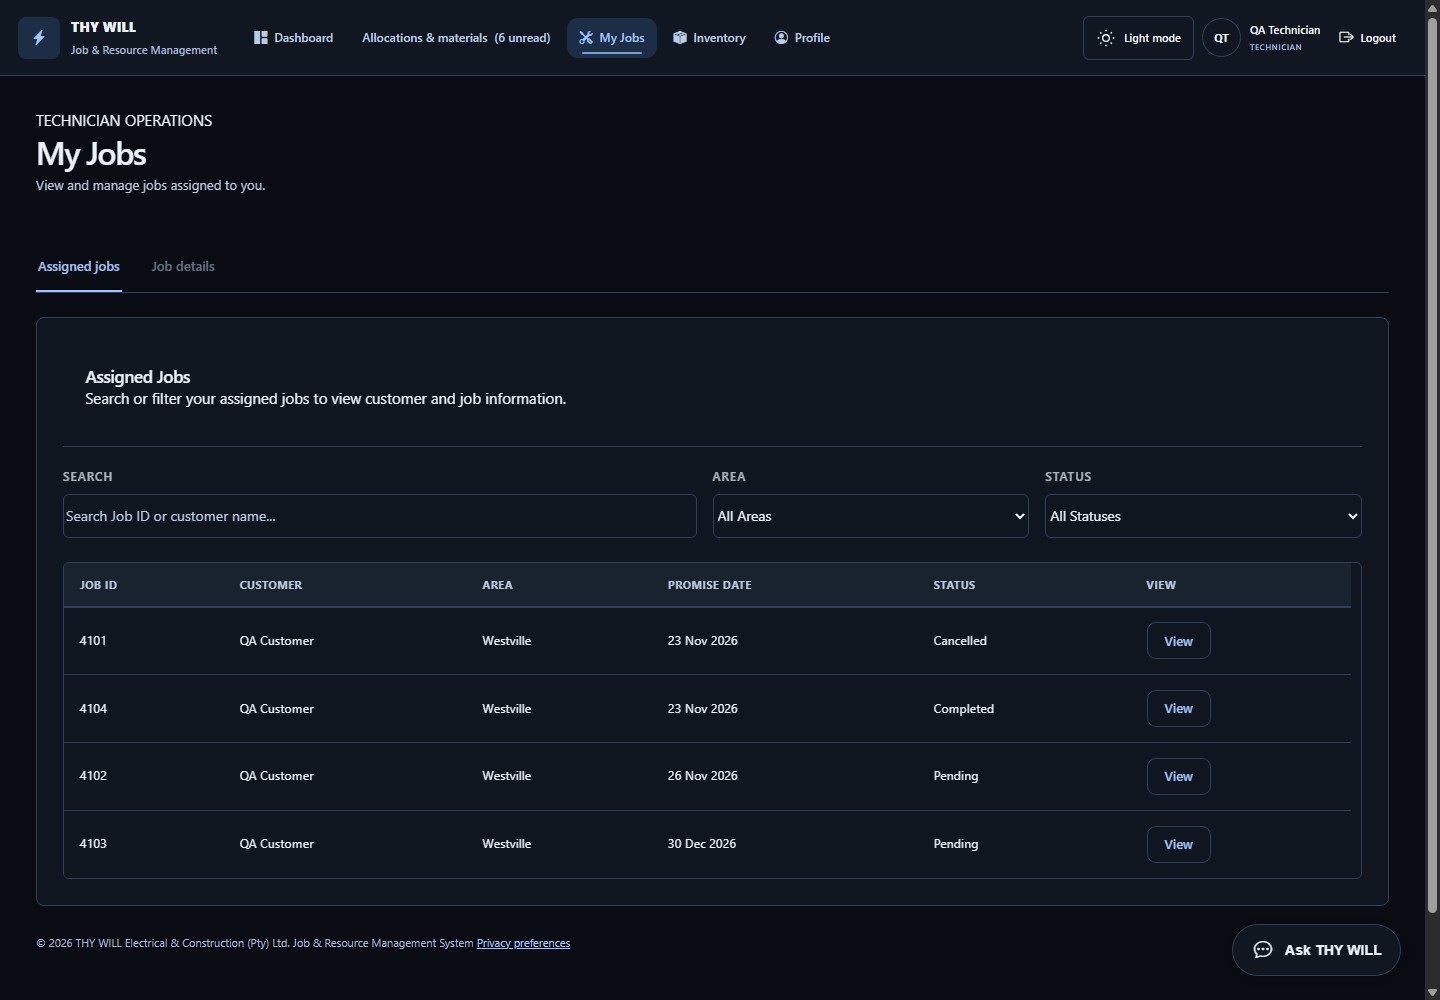 THY WILL
Job & Resource Management
Dashboard
Allocations & materials (6 unread)
My Jobs
Inventory
Profile
Light mode
QT
QA Technician
TECHNICIAN
Logout
TECHNICIAN OPERATIONS
My Jobs
View and manage jobs assigned to you.
Assigned jobs
Job details
Assigned Jobs
Search or filter your assigned jobs to view customer and job information.
SEARCH
AREA
STATUS
Search Job ID or customer name...
All Areas
All Statuses
JOB ID CUSTOMER AREA PROMISE DATE STATUS VIEW
4101 QA Customer Westville 23 Nov 2026 Cancelled View
4104 QA Customer Westville 23 Nov 2026 Completed View
4102 QA Customer Westville 26 Nov 2026 Pending View
4103 QA Customer Westville 30 Dec 2026 Pending View
© 2026 THY WILL Electrical & Construction (Pty) Ltd. Job & Resource Management System Privacy preferences
Ask THY WILL